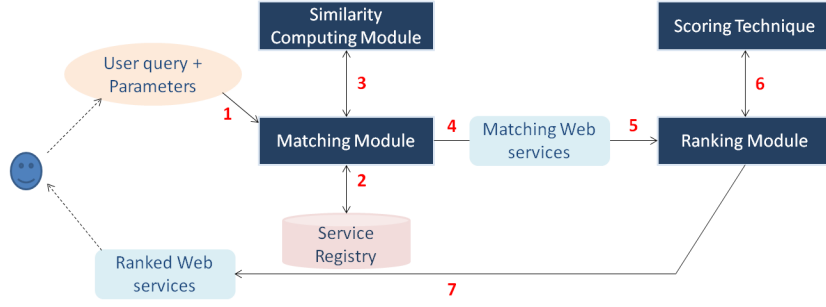 Similarity
Computing Module
Scoring Technique
User query +
Parameters
3
6
1
Matching Module
4
Matching Web
services
5
Ranking Module
2
Service
Registry
Ranked Web
services
7